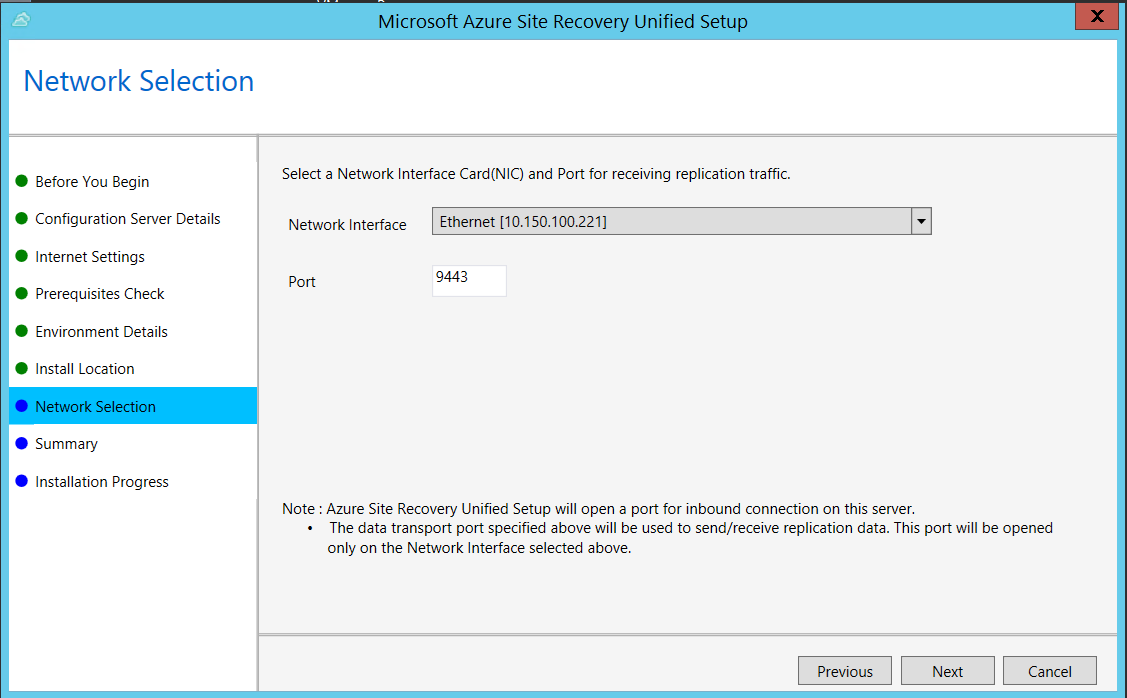 Microsoft Azure Site Recovery Unified Setup
X
Network Selection
Before You Begin
Configuration Server Details
Internet Settings
Prerequisites Check
Environment Details
Install Location
Network Selection
Summary
Installation Progress
Select a Network Interface Card(NIC) and Port for receiving replication traffic.
Network Interface
Ethernet [10.150.100.221]
Port
9443
Note : Azure Site Recovery Unified Setup will open a port for inbound connection on this server.
• The data transport port specified above will be used to send/receive replication data. This port will be opened
only on the Network Interface selected above.
Previous
Next
Cancel